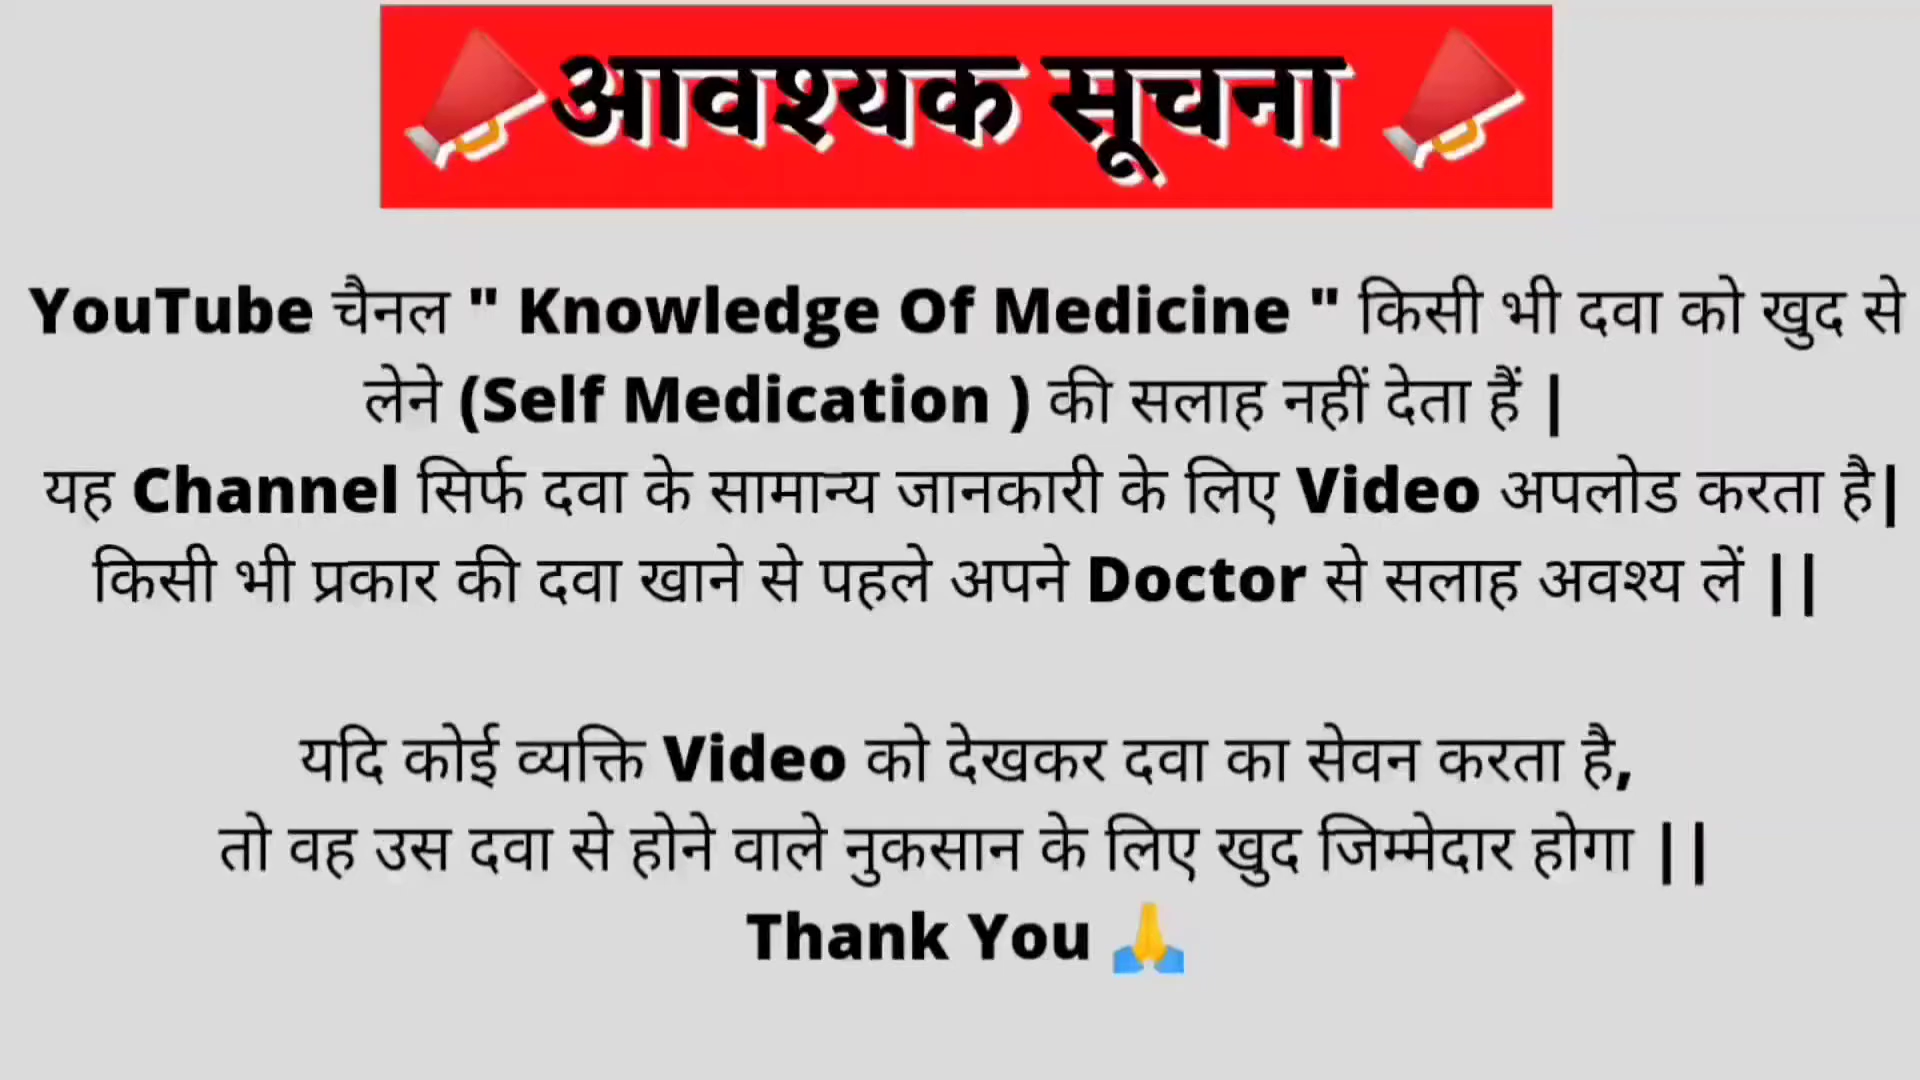 आवश्यक सूचना
YouTube चैनल " Knowledge Of Medicine " किसी भी दवा को खुद से
लेने (Self Medication ) की सलाह नहीं देता हैं |
यह Channel सिर्फ दवा के सामान्य जानकारी के लिए Video अपलोड करता है|
किसी भी प्रकार की दवा खाने से पहले अपने Doctor से सलाह अवश्य लें ||
यदि कोई व्यक्ति Video को देखकर दवा का सेवन करता है,
तो वह उस दवा से होने वाले नुकसान के लिए खुद जिम्मेदार होगा ||
Thank You 🙏